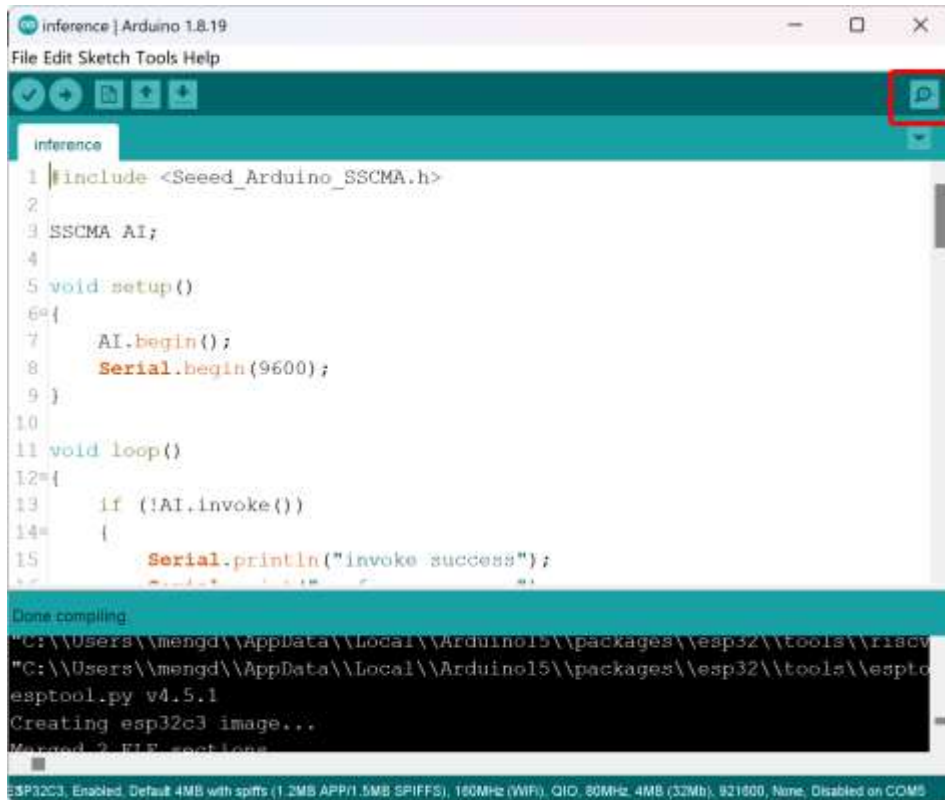 inference | Arduino 1.8.19
File Edit Sketch Tools Help
inference
1 #include <Seeed_Arduino_SSCMA.h>
2
3 SSCMA AI;
4
5 void setup()
6 {
7 AI.begin();
8 Serial.begin(9600);
9 }
10
11 void loop()
12 {
13 if (!AI.invoke())
14 {
15 Serial.println("invoke success");
Done compiling
"C:\\Users\\mengd\\AppData\\Local\\Arduino15\\packages\\esp32\\tools\\riscv
"C:\\Users\\mengd\\AppData\\Local\\Arduino15\\packages\\esp32\\tools\\espto
esptool.py v4.5.1
Creating esp32c3 image...
Merged 2 ELF sections
ESP32C3, Enabled, Default 4MB with spiffs (1.2MB APP/1.5MB SPIFFS), 160MHz (WiFi), QIO, 80MHz, 4MB (32Mb), 921600, None, Disabled on COM5